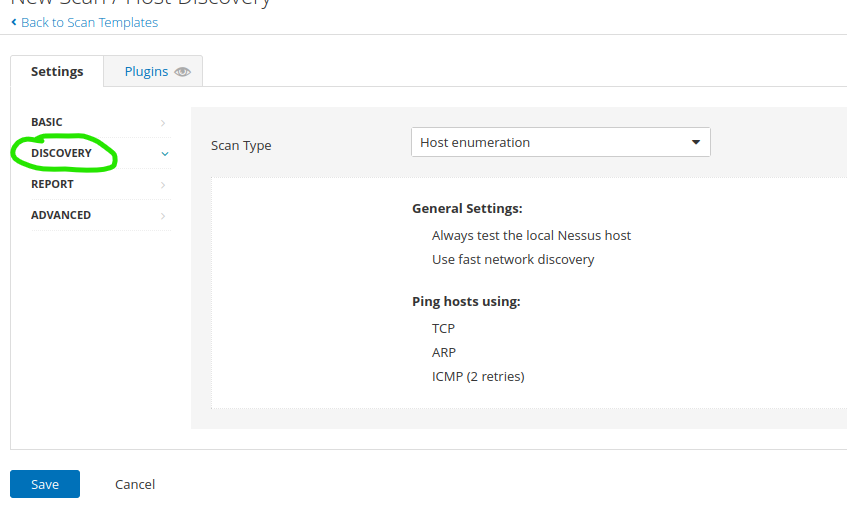 New Scan / Host Discovery
Back to Scan Templates
Settings
Plugins
BASIC
DISCOVERY
REPORT
ADVANCED
Scan Type
Host enumeration
General Settings:
Always test the local Nessus host
Use fast network discovery
Ping hosts using:
TCP
ARP
ICMP (2 retries)
Save
Cancel